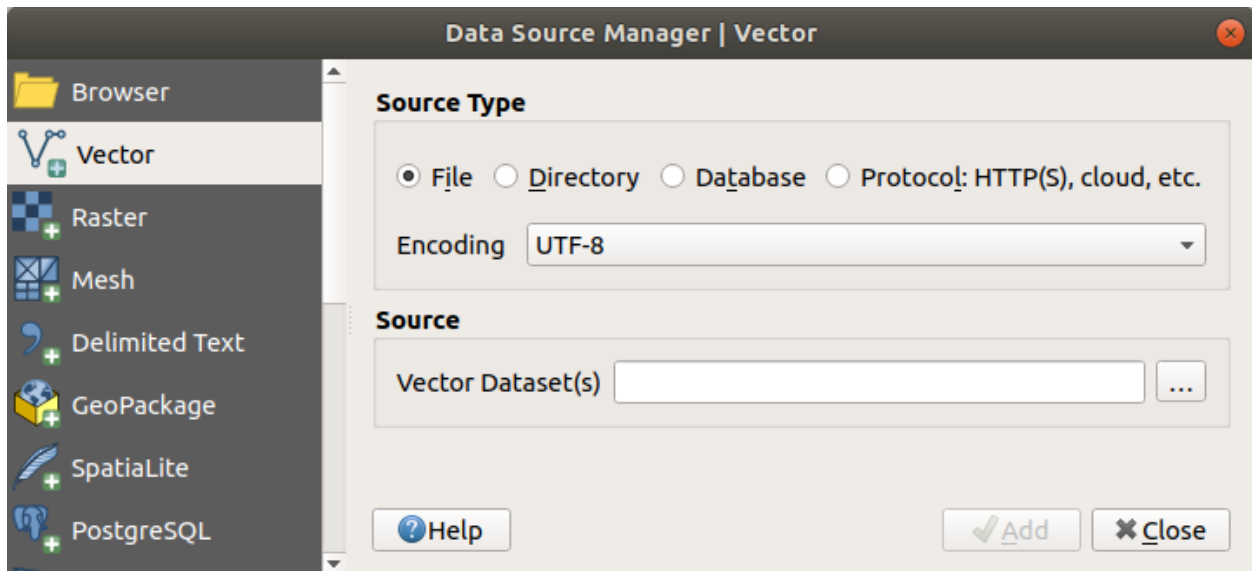 Data Source Manager | Vector
Browser
Vector
Raster
Mesh
Delimited Text
GeoPackage
SpatiaLite
PostgreSQL
Source Type
File Directory Database Protocol: HTTP(S), cloud, etc.
Encoding UTF-8
Source
Vector Dataset(s) ...
Help Add Close